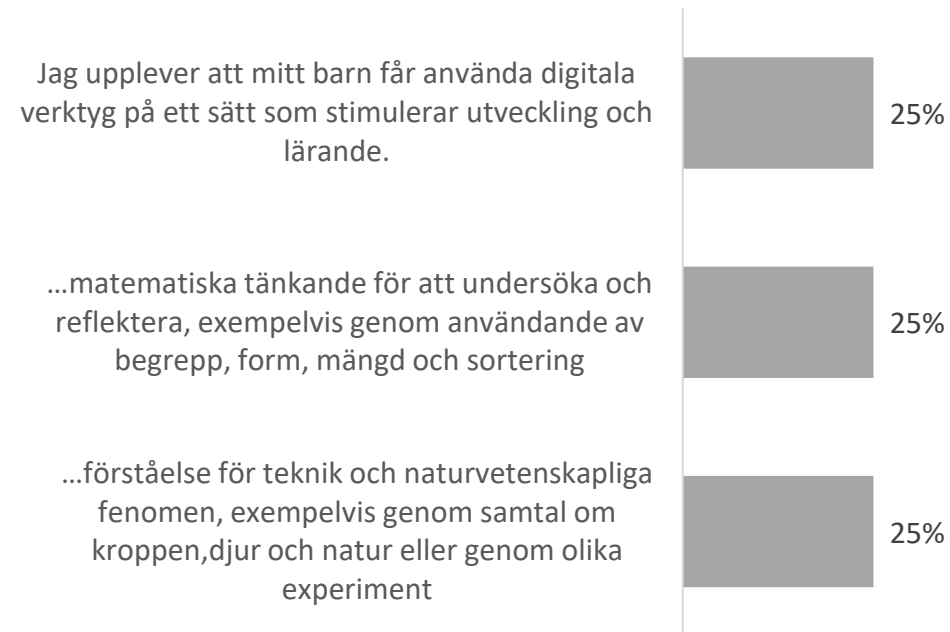 Jag upplever att mitt barn får använda digitala
verktyg på ett sätt som stimulerar utveckling och
lärande.
25%
...matematiska tänkande för att undersöka och
reflektera, exempelvis genom användande av
begrepp, form, mängd och sortering
25%
...förståelse för teknik och naturvetenskapliga
fenomen, exempelvis genom samtal om
kroppen,djur och natur eller genom olika
experiment
25%